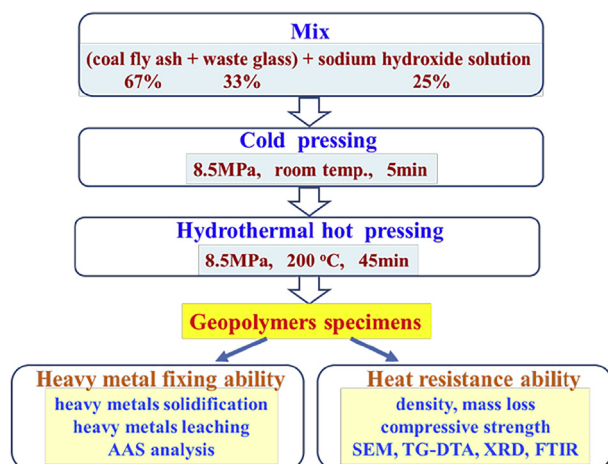 Mix
(coal fly ash + waste glass) + sodium hydroxide solution
67% 33% 25%
Cold pressing
8.5MPa, room temp., 5min
Hydrothermal hot pressing
8.5MPa, 200 °C, 45min
Geopolymers specimens
Heavy metal fixing ability
heavy metals solidification
heavy metals leaching
AAS analysis
Heat resistance ability
density, mass loss
compressive strength
SEM, TG-DTA, XRD, FTIR